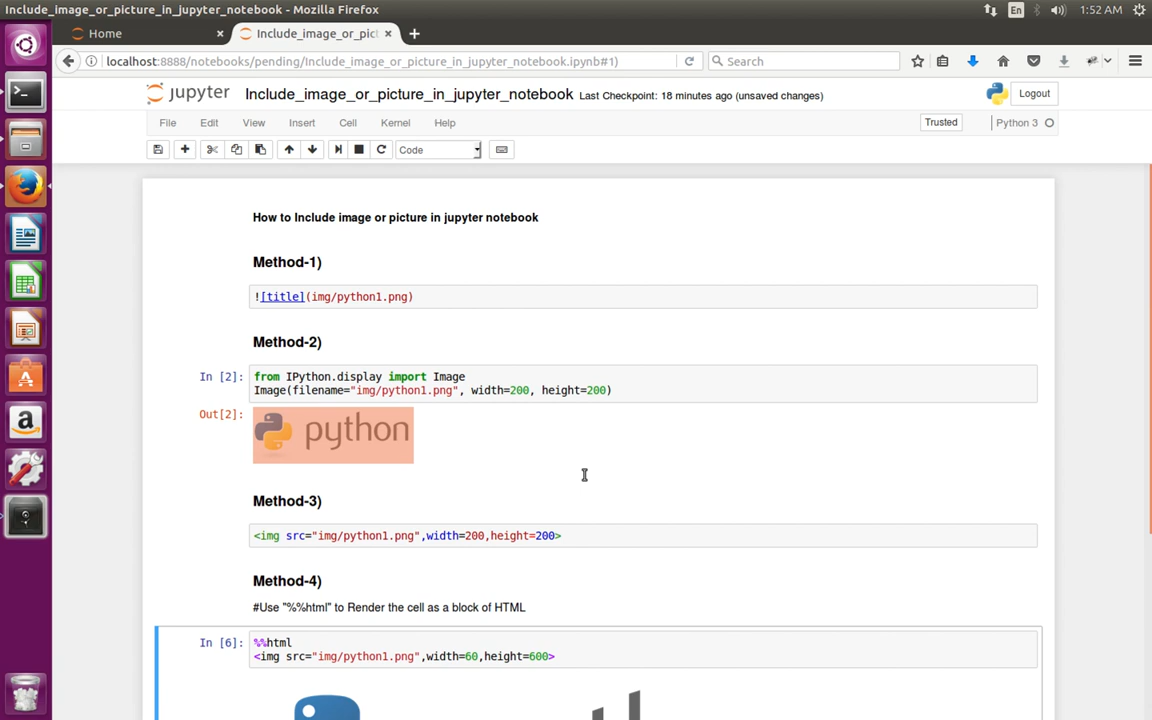 Include_image_or_picture_in_jupyter_notebook - Mozilla Firefox
En
1:52 AM
Home
Include_image_or_pict
localhost:8888/notebooks/pending/Include_image_or_picture_in_jupyter_notebook.ipynb#1)
Search
jupyter
Include_image_or_picture_in_jupyter_notebook
Last Checkpoint: 18 minutes ago (unsaved changes)
Logout
File
Edit
View
Insert
Cell
Kernel
Help
Trusted
Python 3
Code
How to Include image or picture in jupyter notebook
Method-1)
![title](img/python1.png)
Method-2)
In [2]:
from IPython.display import Image
Image(filename="img/python1.png", width=200, height=200)
Out[2]:
python
Method-3)
<img src="img/python1.png",width=200,height=200>
Method-4)
#Use "%%html" to Render the cell as a block of HTML
In [6]:
%%html
<img src="img/python1.png",width=60,height=600>